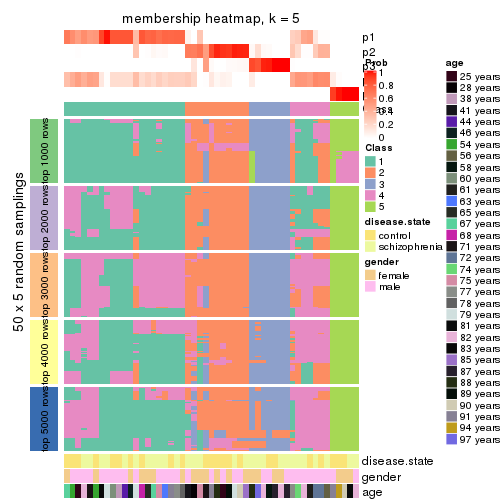 membership heatmap, k = 5
p1
p2
p3
Prob
1
0.8
0.6
0.4
0.2
0
Class
1
2
3
4
5
disease.state
control
schizophrenia
gender
female
male
age
25 years
28 years
38 years
41 years
44 years
46 years
54 years
56 years
58 years
60 years
61 years
63 years
65 years
67 years
68 years
71 years
72 years
74 years
75 years
77 years
78 years
79 years
81 years
82 years
83 years
85 years
87 years
88 years
89 years
90 years
91 years
94 years
97 years
50 x 5 random samplings
top 1000 rows
top 2000 rows
top 3000 rows
top 4000 rows
top 5000 rows
disease.state
gender
age